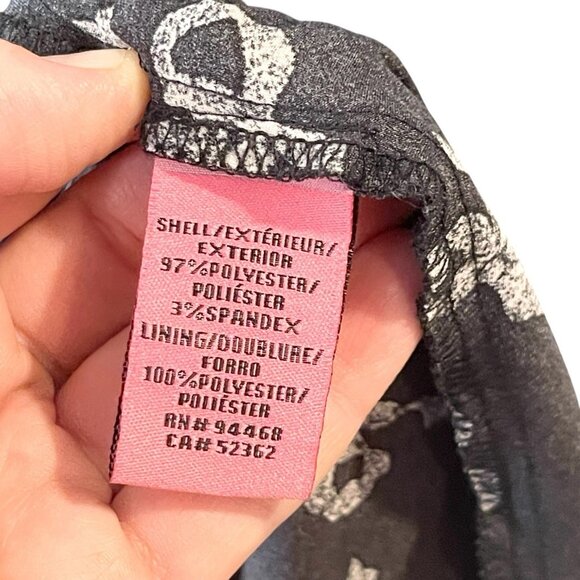 SHELL/EXTÉRIEUR/
EXTERIOR
97%POLYESTER/
POLIÉSTER
3%SPANDEX
LINING/DOUBLURE/
FORRO
100%POLYESTER/
POLIÉSTER
RN# 94468
CA# 52362